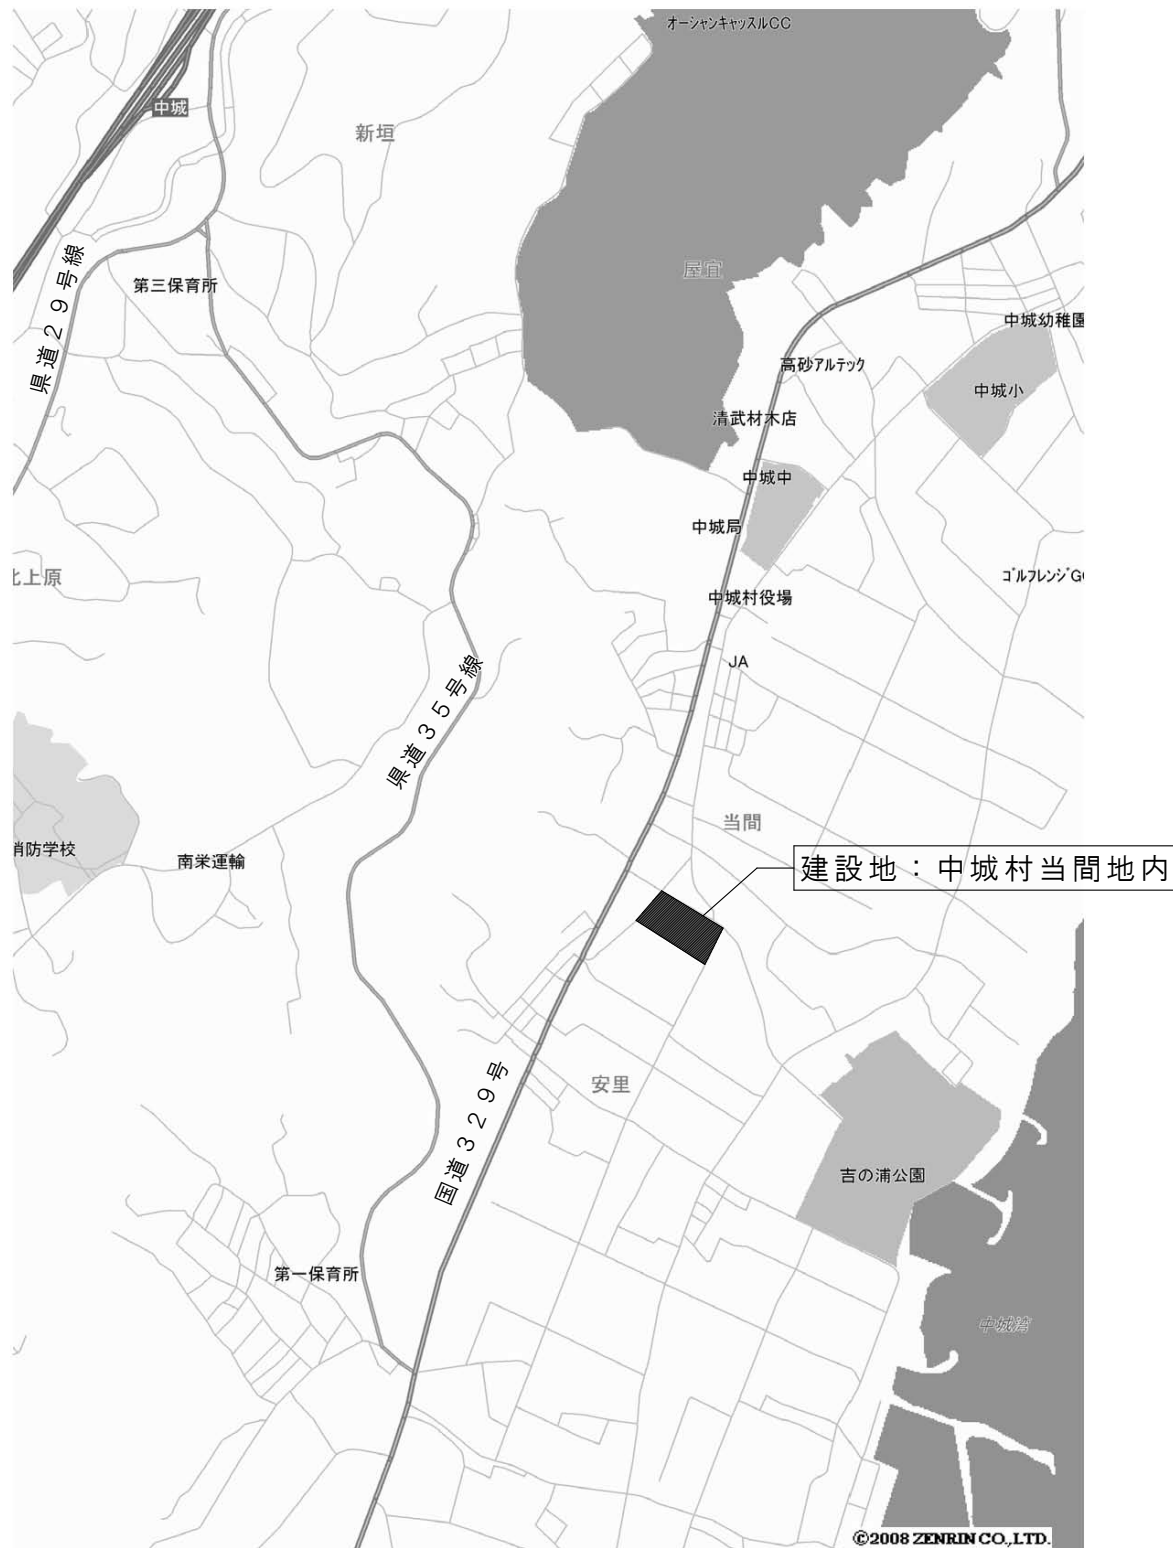 オーシャンキャッスルCC
中城
新垣
県道29号線
第三保育所
屋宜
中城幼稚園
高砂アルテック
中城小
清武材木店
中城中
中城局
北上原
ゴルフレンジG
中城村役場
JA
県道35号線
当間
消防学校
南栄運輸
建設地：中城村当間地内
安里
国道329号
吉の浦公園
第一保育所
中城湾
©2008 ZENRIN CO.,LTD.